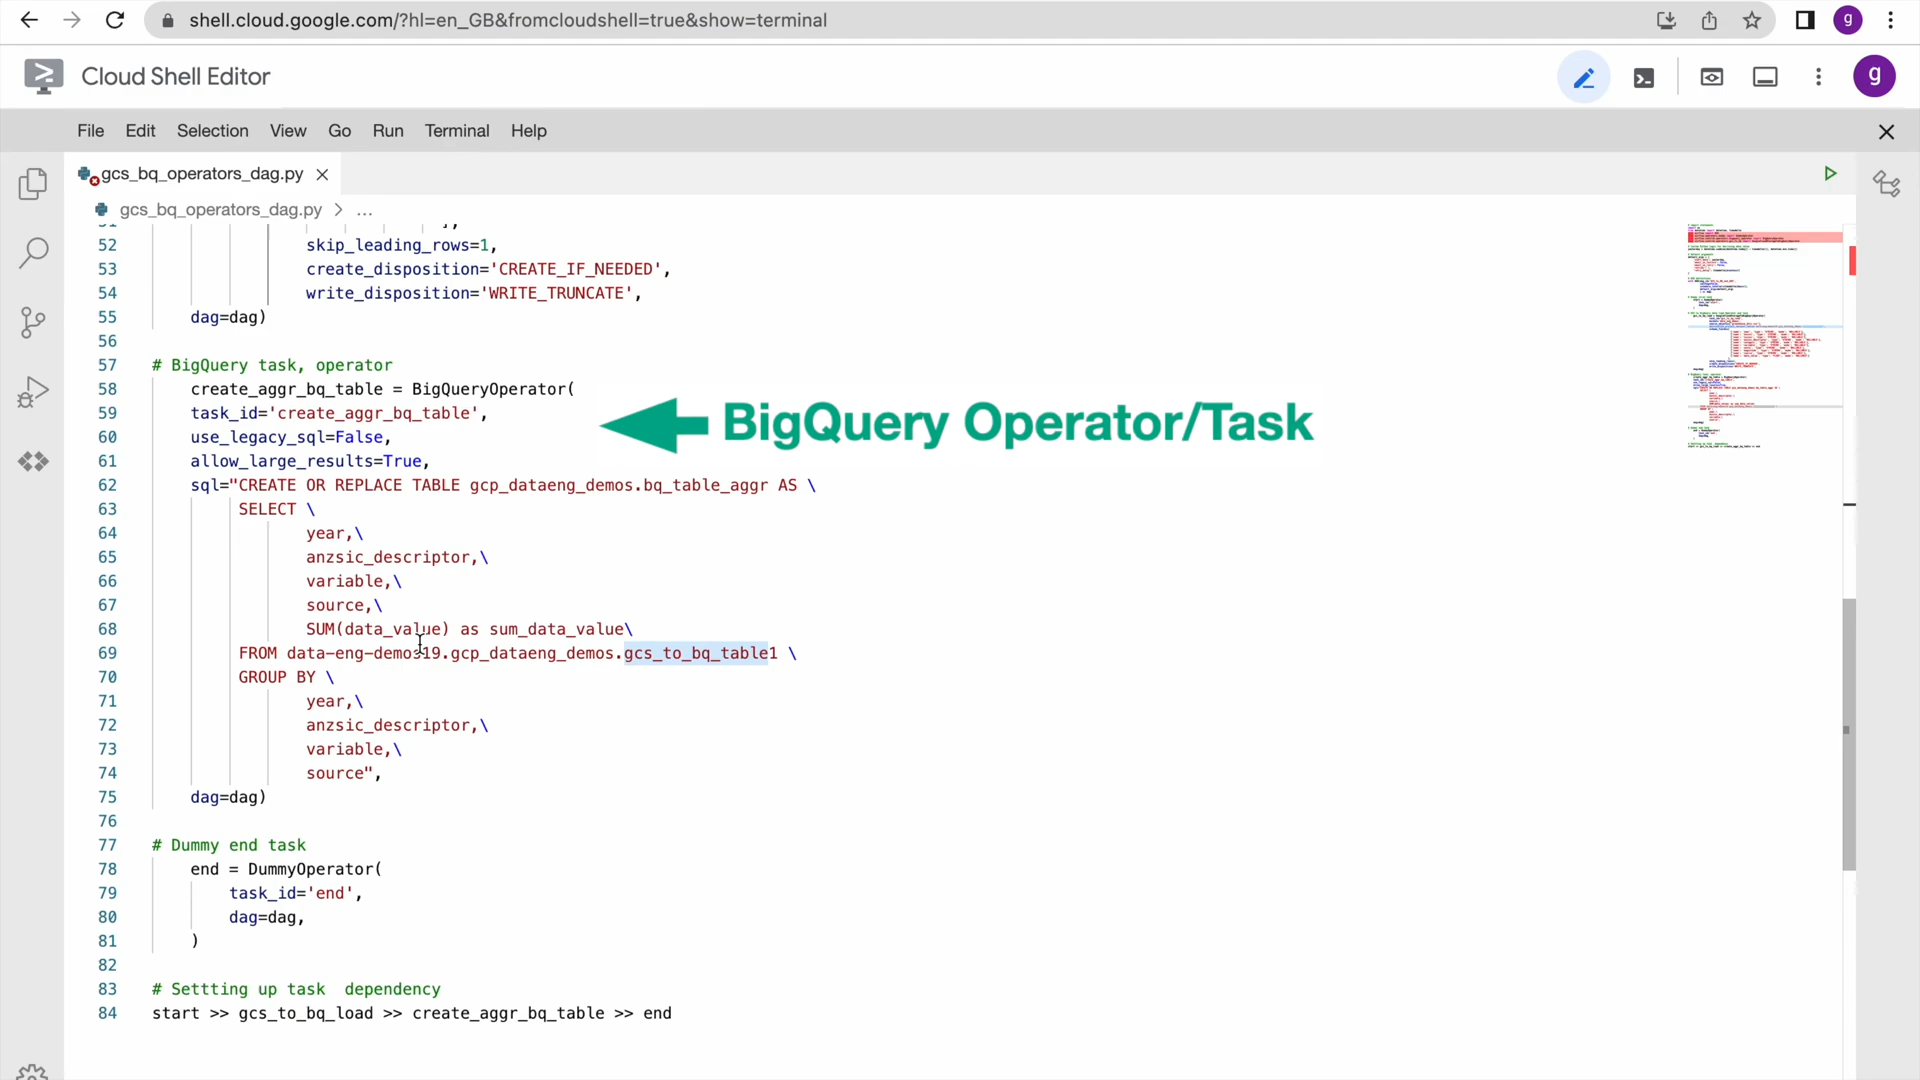 shell.cloud.google.com/?hl=en_GB&fromcloudshell=true&show=terminal
g
Cloud Shell Editor
g
File Edit Selection View Go Run Terminal Help
gcs_bq_operators_dag.py
gcs_bq_operators_dag.py > ...
52 skip_leading_rows=1,
53 create_disposition='CREATE_IF_NEEDED',
54 write_disposition='WRITE_TRUNCATE',
55 dag=dag)
56
57 # BigQuery task, operator
58 create_aggr_bq_table = BigQueryOperator(
59 task_id='create_aggr_bq_table',
BigQuery Operator/Task
60 use_legacy_sql=False,
61 allow_large_results=True,
62 sql="CREATE OR REPLACE TABLE gcp_dataeng_demos.bq_table_aggr AS \
63 SELECT \
64 year,\
65 anzsic_descriptor,\
66 variable,\
67 source,\
68 SUM(data_value) as sum_data_value\
69 FROM data-eng-demos19.gcp_dataeng_demos.gcs_to_bq_table1 \
70 GROUP BY \
71 year,\
72 anzsic_descriptor,\
73 variable,\
74 source",
75 dag=dag)
76
77 # Dummy end task
78 end = DummyOperator(
79 task_id='end',
80 dag=dag,
81 )
82
83 # Settting up task  dependency
84 start >> gcs_to_bq_load >> create_aggr_bq_table >> end